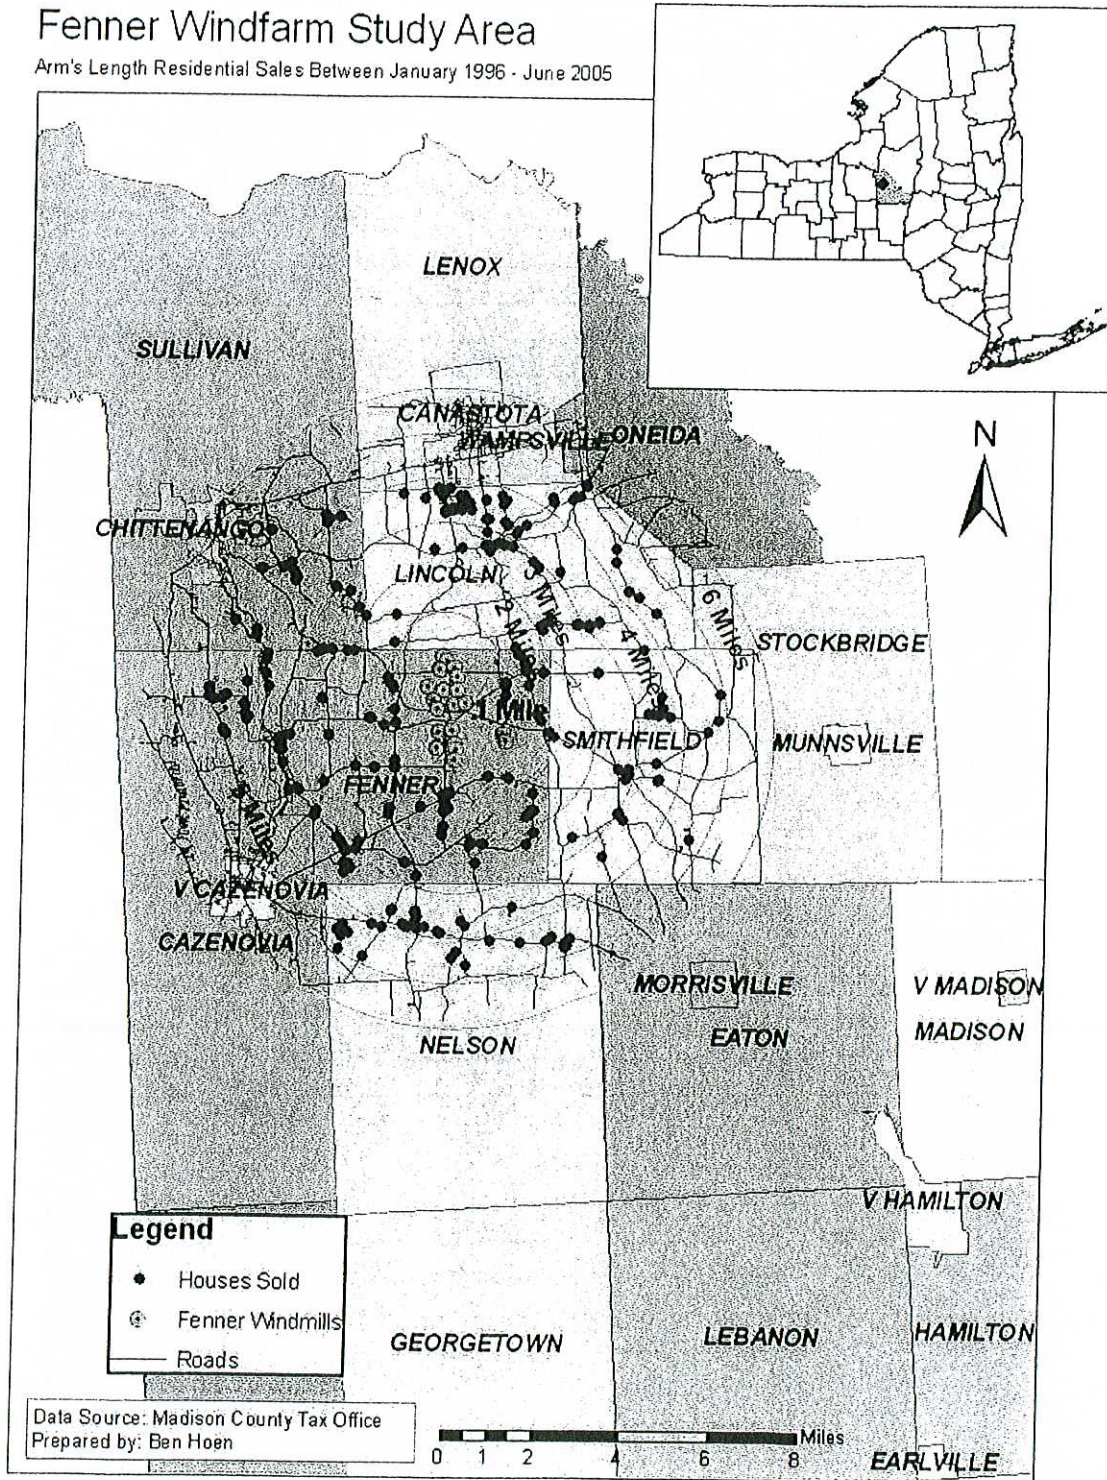 Fenner Windfarm Study Area
Arm's Length Residential Sales Between January 1996 - June 2005
LENOX
SULLIVAN
CANASTOTA
WAMPSVILLE ONEIDA
N
CHITTENANGO
LINCOLN
3 Miles
2 Miles
6 Miles
4 Miles
STOCKBRIDGE
1 Mile
SMITHFIELD
MUNNSVILLE
FENNER
5 Miles
V CAZENOVIA
CAZENOVIA
MORRISVILLE
V MADISON
EATON
MADISON
NELSON
V HAMILTON
Legend
Houses Sold
Fenner Windmills
Roads
GEORGETOWN
LEBANON
HAMILTON
Data Source: Madison County Tax Office
Prepared by: Ben Hoen
0 1 2 4 6 8 Miles
EARLVILLE